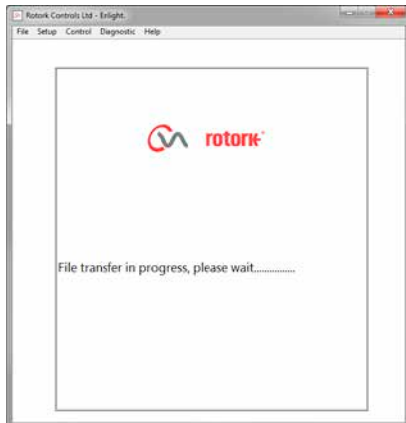 Rotork Controls Ltd - Enlight.
File Setup Control Diagnostic Help
rotork
File transfer in progress, please wait...............